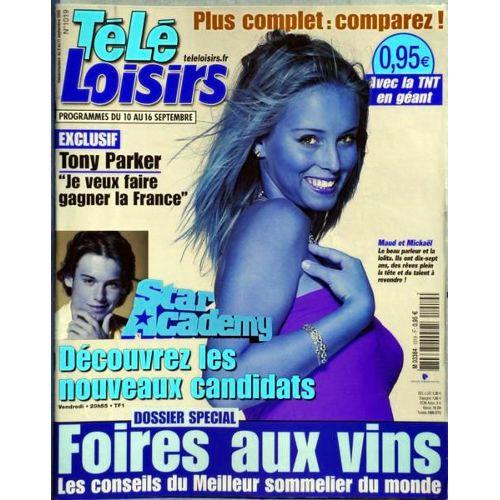 Plus complet : comparez !
N°1019
TéLé
Loisirs
teleloisirs.fr
0,95€
Avec la TNT
en géant
PROGRAMMES DU 10 AU 16 SEPTEMBRE
EXCLUSIF
Tony Parker
"Je veux faire
gagner la France"
Maud et Mickaël
Le beau parleur et la
lolita. Ils ont dix-sept
ans, des rêves plein
la tête et du talent à
revendre !
Star
Academy
Découvrez les
nouveaux candidats
Vendredi • 20h55 • TF1
DOSSIER SPECIAL
Foires aux vins
Les conseils du Meilleur sommelier du monde